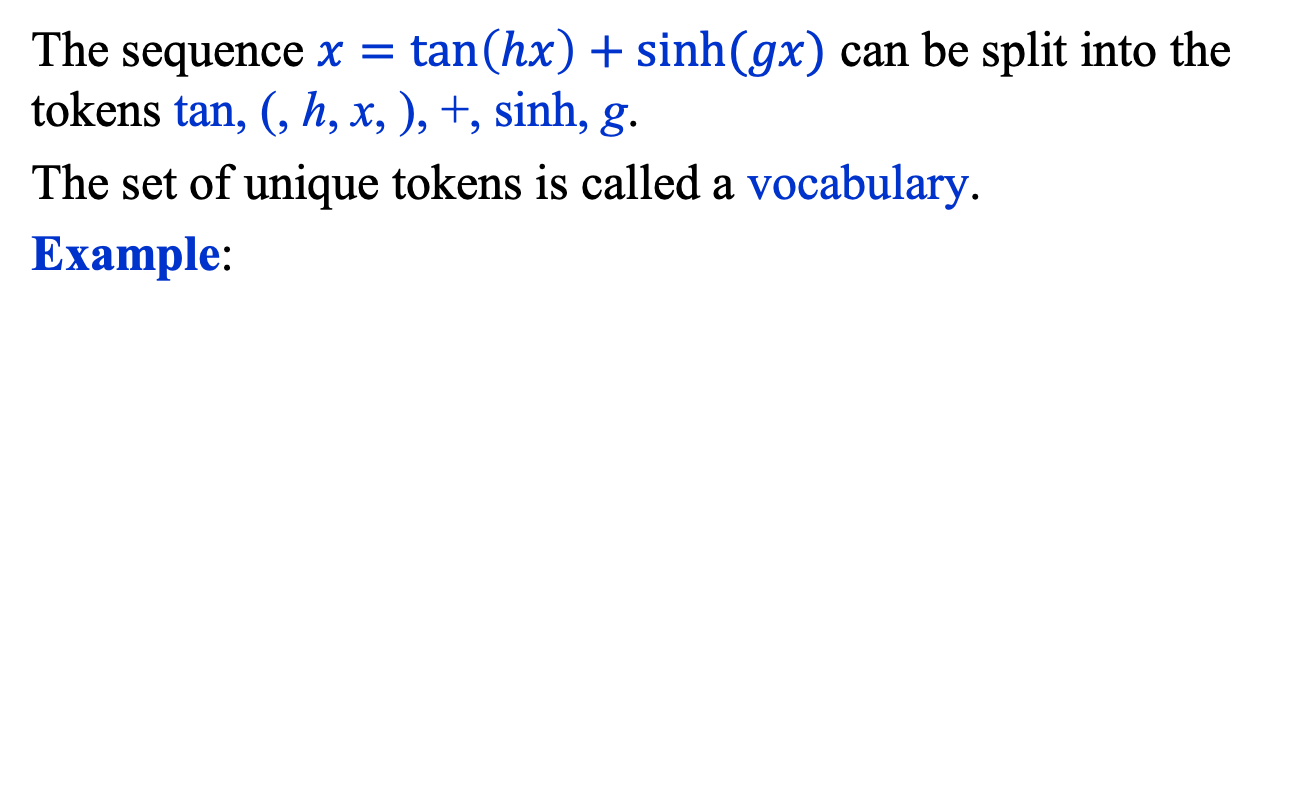 The sequence x = tan(hx) + sinh(gx) can be split into the
tokens tan, (, h, x, ), +, sinh, g.
The set of unique tokens is called a vocabulary.
Example: